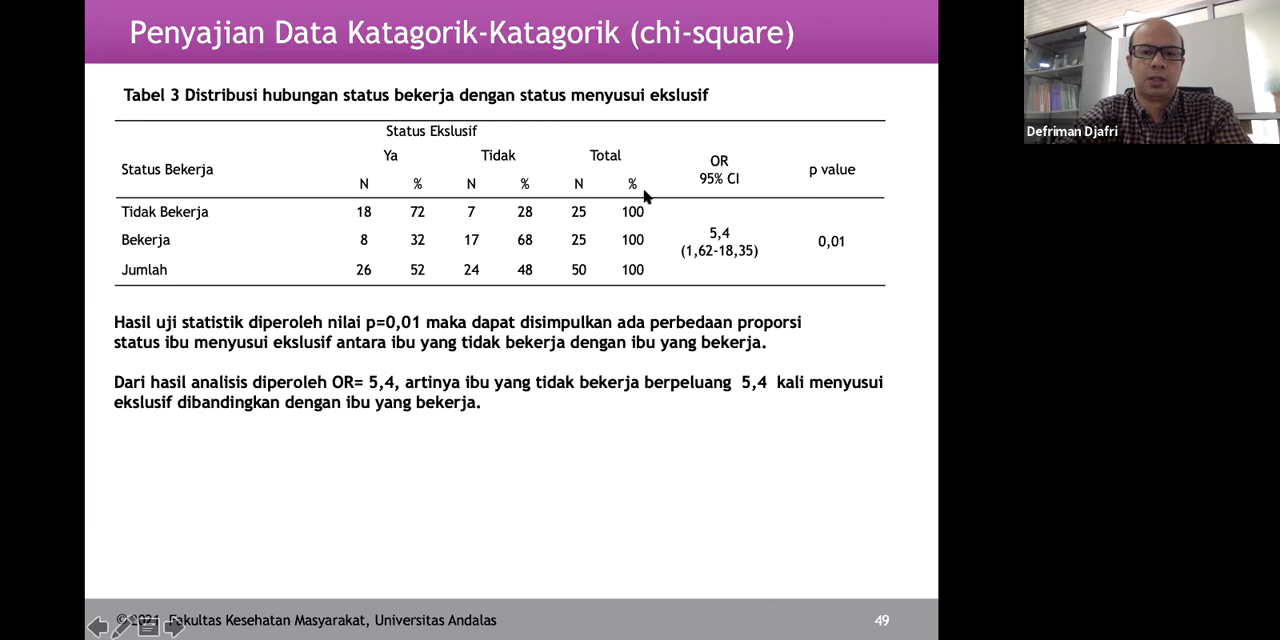 Penyajian Data Katagorik-Katagorik (chi-square)
Tabel 3 Distribusi hubungan status bekerja dengan status menyusui ekslusif
Status Ekslusif
Status Bekerja Ya Tidak Total OR 95% CI p value
N % N % N %
Tidak Bekerja 18 72 7 28 25 100
Bekerja 8 32 17 68 25 100
5,4
(1,62-18,35)
0,01
Jumlah 26 52 24 48 50 100
Hasil uji statistik diperoleh nilai p=0,01 maka dapat disimpulkan ada perbedaan proporsi
status ibu menyusui ekslusif antara ibu yang tidak bekerja dengan ibu yang bekerja.
Dari hasil analisis diperoleh OR= 5,4, artinya ibu yang tidak bekerja berpeluang 5,4 kali menyusui
ekslusif dibandingkan dengan ibu yang bekerja.
©2021 Fakultas Kesehatan Masyarakat, Universitas Andalas
49
Defriman Djafri